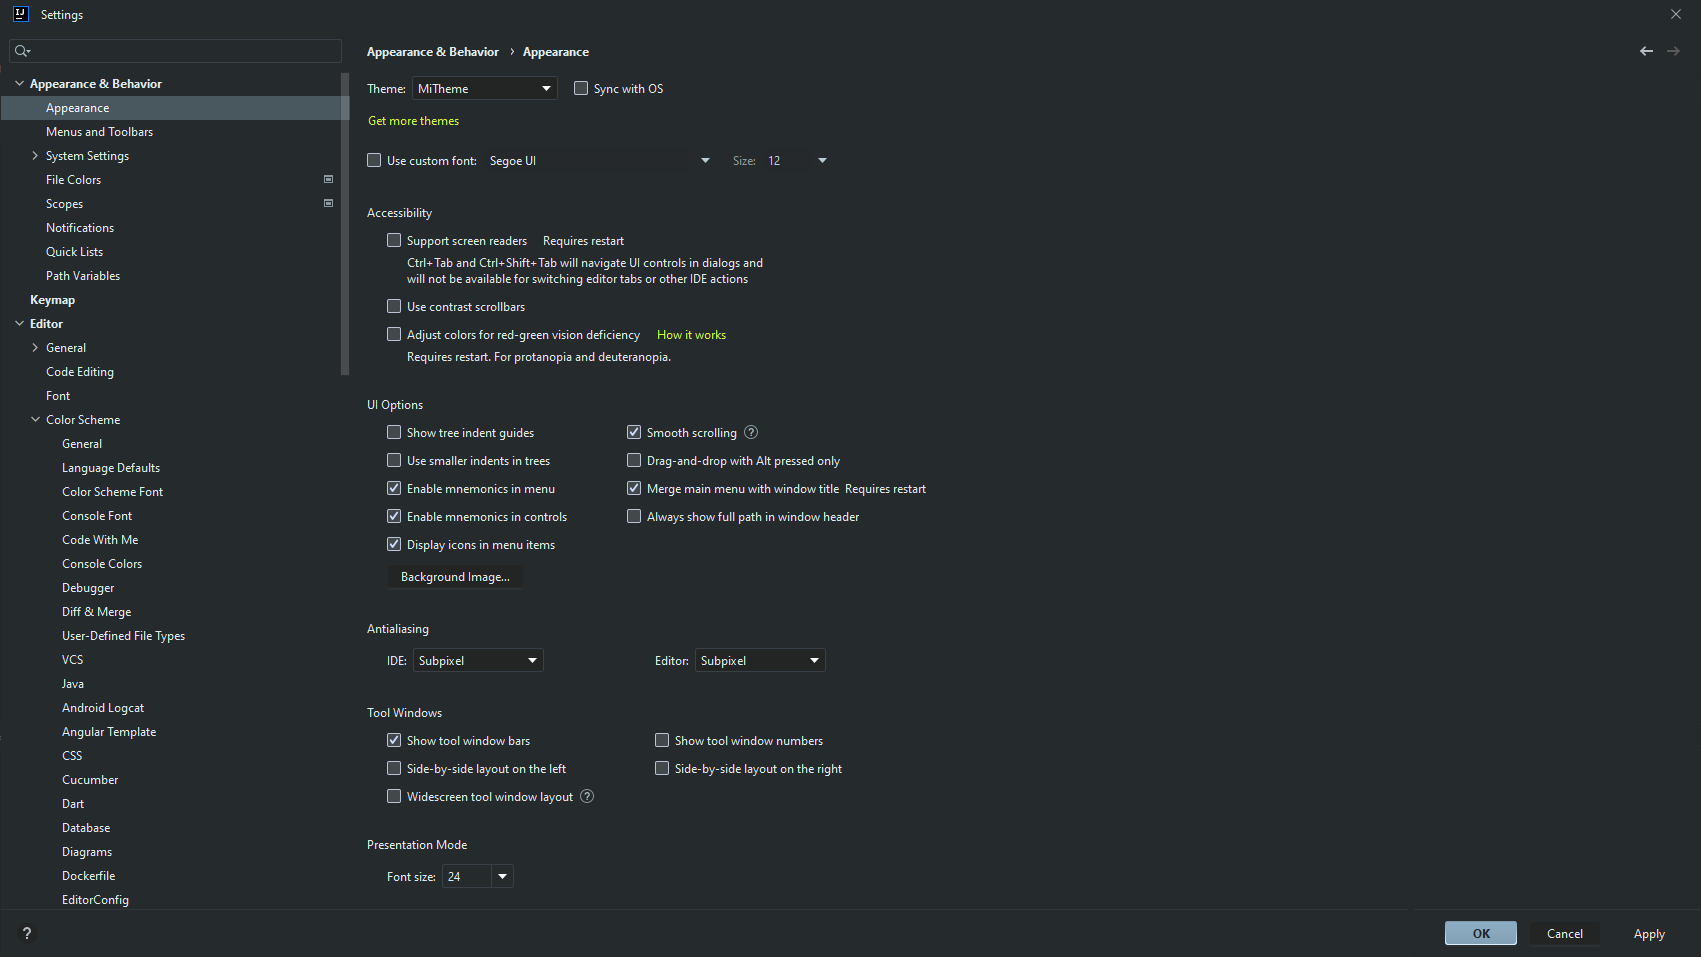 Settings
Appearance & Behavior
Appearance
Menus and Toolbars
System Settings
File Colors
Scopes
Notifications
Quick Lists
Path Variables
Keymap
Editor
General
Code Editing
Font
Color Scheme
General
Language Defaults
Color Scheme Font
Console Font
Code With Me
Console Colors
Debugger
Diff & Merge
User-Defined File Types
VCS
Java
Android Logcat
Angular Template
CSS
Cucumber
Dart
Database
Diagrams
Dockerfile
EditorConfig
Appearance & Behavior › Appearance
Theme: MiTheme Sync with OS
Get more themes
Use custom font: Segoe UI Size: 12
Accessibility
Support screen readers Requires restart
Ctrl+Tab and Ctrl+Shift+Tab will navigate UI controls in dialogs and
will not be available for switching editor tabs or other IDE actions
Use contrast scrollbars
Adjust colors for red-green vision deficiency How it works
Requires restart. For protanopia and deuteranopia.
UI Options
Show tree indent guides Smooth scrolling ?
Use smaller indents in trees Drag-and-drop with Alt pressed only
Enable mnemonics in menu Merge main menu with window title Requires restart
Enable mnemonics in controls Always show full path in window header
Display icons in menu items
Background Image...
Antialiasing
IDE: Subpixel Editor: Subpixel
Tool Windows
Show tool window bars Show tool window numbers
Side-by-side layout on the left Side-by-side layout on the right
Widescreen tool window layout ?
Presentation Mode
Font size: 24
? OK Cancel Apply